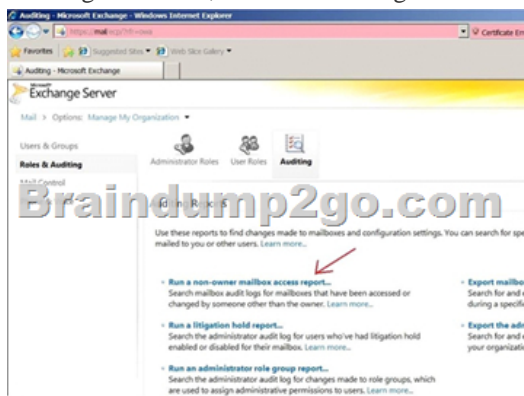 Auditing - Microsoft Exchange - Windows Internet Explorer
Certificate Err
Favorites Suggested Sites Web Slice Gallery
Auditing - Microsoft Exchange
Microsoft
Exchange Server
Mail > Options: Manage My Organization
Users & Groups
Roles & Auditing
Mail Control
Administrator Roles User Roles Auditing
Braindump2go.com
Auditing Reports
Use these reports to find changes made to mailboxes and configuration settings. You can search for spe
mailed to you or other users. Learn more...
Run a non-owner mailbox access report...
Search mailbox audit logs for mailboxes that have been accessed or
changed by someone other than the owner. Learn more...
Run a litigation hold report...
Search the administrator audit log for users who've had litigation hold
enabled or disabled for their mailbox. Learn more...
Run an administrator role group report...
Search the administrator audit log for changes made to role groups, which
are used to assign administrative permissions to users. Learn more...
Export mailbo
Search for and e
during a specifi
Export the adm
Search for and e
your organizatio